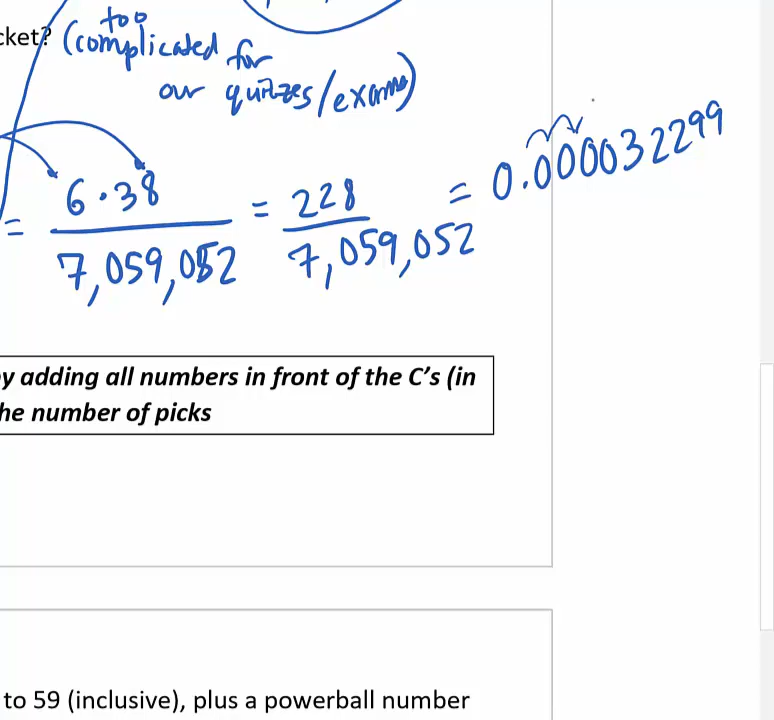 too
cket? (complicated for
our quizzes/exams)
= 6·38 / 7,059,052 = 228 / 7,059,052 = 0.000032299
y adding all numbers in front of the C's (in
he number of picks
to 59 (inclusive), plus a powerball number